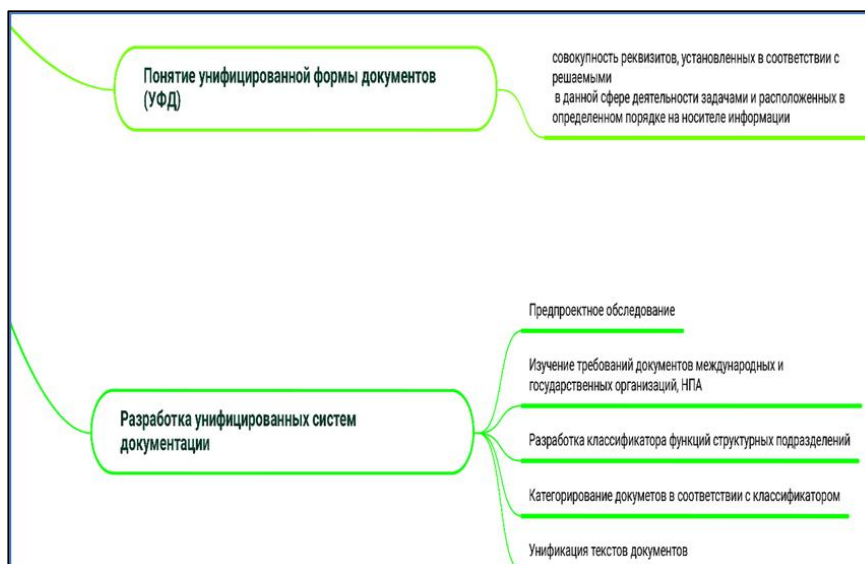 Понятие унифицированной формы документов
(УФД)
совокупность реквизитов, установленных в соответствии с
решаемыми
в данной сфере деятельности задачами и расположенных в
определенном порядке на носителе информации
Предпроектное обследование
Изучение требований документов международных и
государственных организаций, НПА
Разработка унифицированных систем
документации
Разработка классификатора функций структурных подразделений
Категорирование докуметов в соответствии с классификатором
Унификация текстов документов